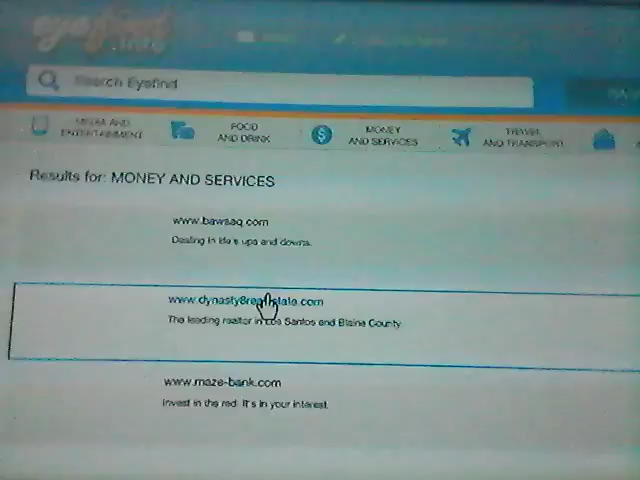 eyefind
.info
Search Eyefind
MEDIA AND
ENTERTAINMENT
FOOD
AND DRINK
MONEY
AND SERVICES
TRAVEL
AND TRANSPORT
Results for: MONEY AND SERVICES
www.bawsaq.com
Dealing in life's ups and downs.
www.dynasty8realestate.com
The leading realtor in Los Santos and Blaine County.
www.maze-bank.com
Invest in the red. It's in your interest.